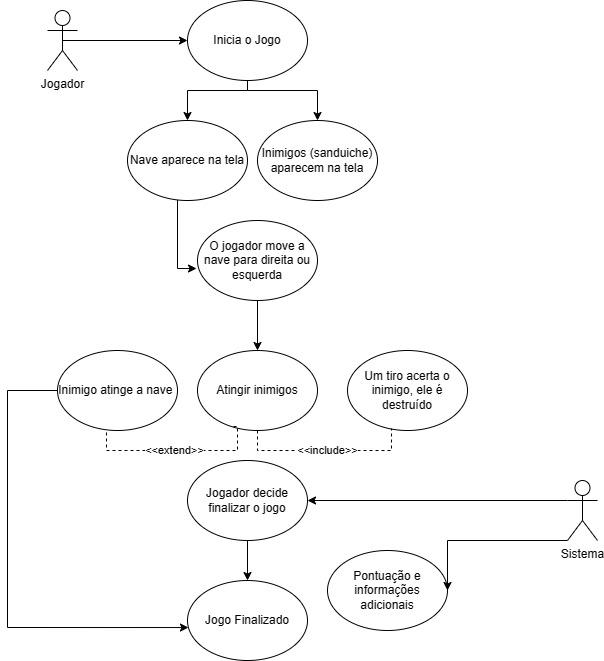 Inicia o Jogo
Jogador
Nave aparece na tela
Inimigos (sanduiche)
aparecem na tela
O jogador move a
nave para direita ou
esquerda
Inimigo atinge a nave
Atingir inimigos
Um tiro acerta o
inimigo, ele é
destruído
<<extend>>
<<include>>
Jogador decide
finalizar o jogo
Sistema
Pontuação e
informações
adicionais
Jogo Finalizado